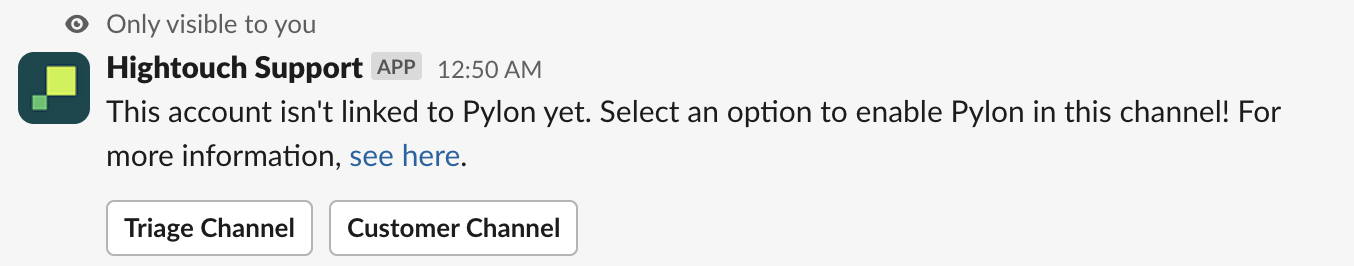 Only visible to you
Hightouch Support APP 12:50 AM
This account isn't linked to Pylon yet. Select an option to enable Pylon in this channel! For
more information, see here.
Triage Channel Customer Channel